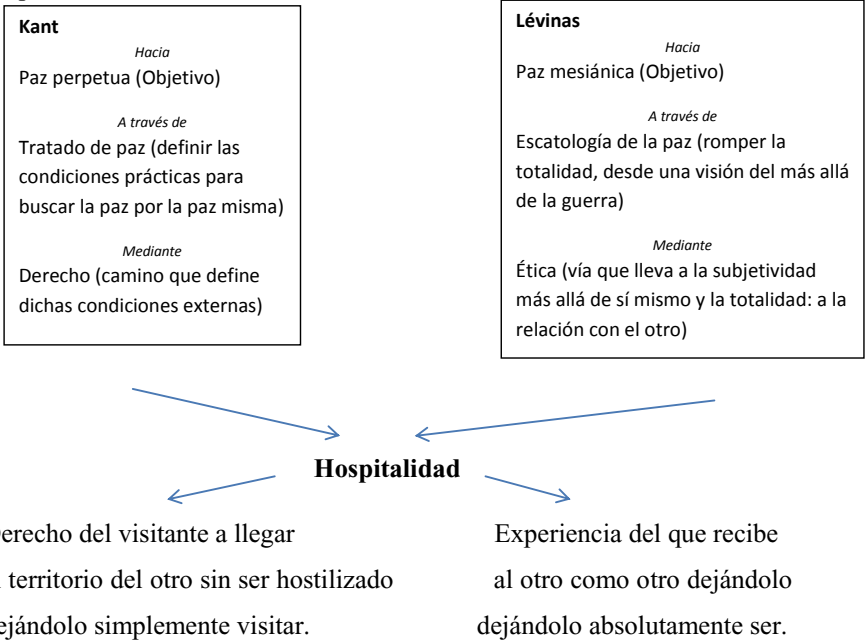 Kant
Hacia
Paz perpetua (Objetivo)
A través de
Tratado de paz (definir las
condiciones prácticas para
buscar la paz por la paz misma)
Mediante
Derecho (camino que define
dichas condiciones externas)
Lévinas
Hacia
Paz mesiánica (Objetivo)
A través de
Escatología de la paz (romper la
totalidad, desde una visión del más allá
de la guerra)
Mediante
Ética (vía que lleva a la subjetividad
más allá de sí mismo y la totalidad: a la
relación con el otro)
Hospitalidad
erecho del visitante a llegar
territorio del otro sin ser hostilizado
ejándolo simplemente visitar.
Experiencia del que recibe
al otro como otro dejándolo
dejándolo absolutamente ser.